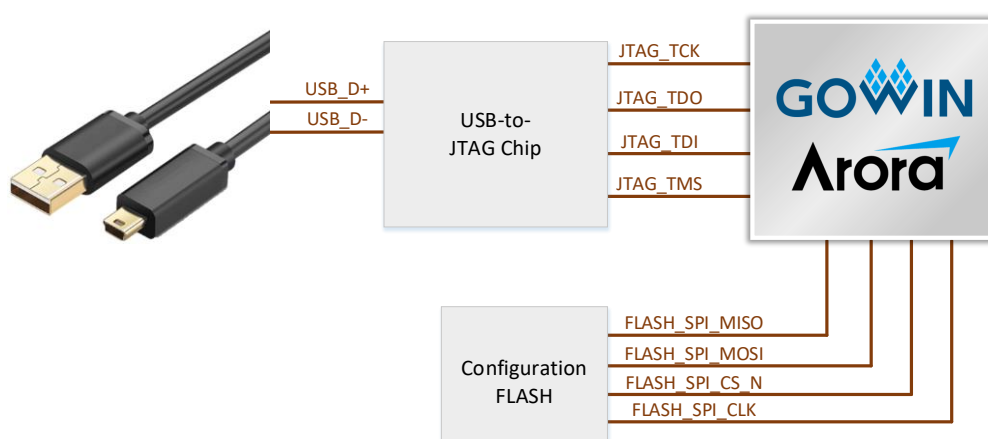 USB_D+
USB_D-
USB-to-
JTAG Chip
JTAG_TCK
JTAG_TDO
JTAG_TDI
JTAG_TMS
GOWIN
Arora
Configuration
FLASH
FLASH_SPI_MISO
FLASH_SPI_MOSI
FLASH_SPI_CS_N
FLASH_SPI_CLK